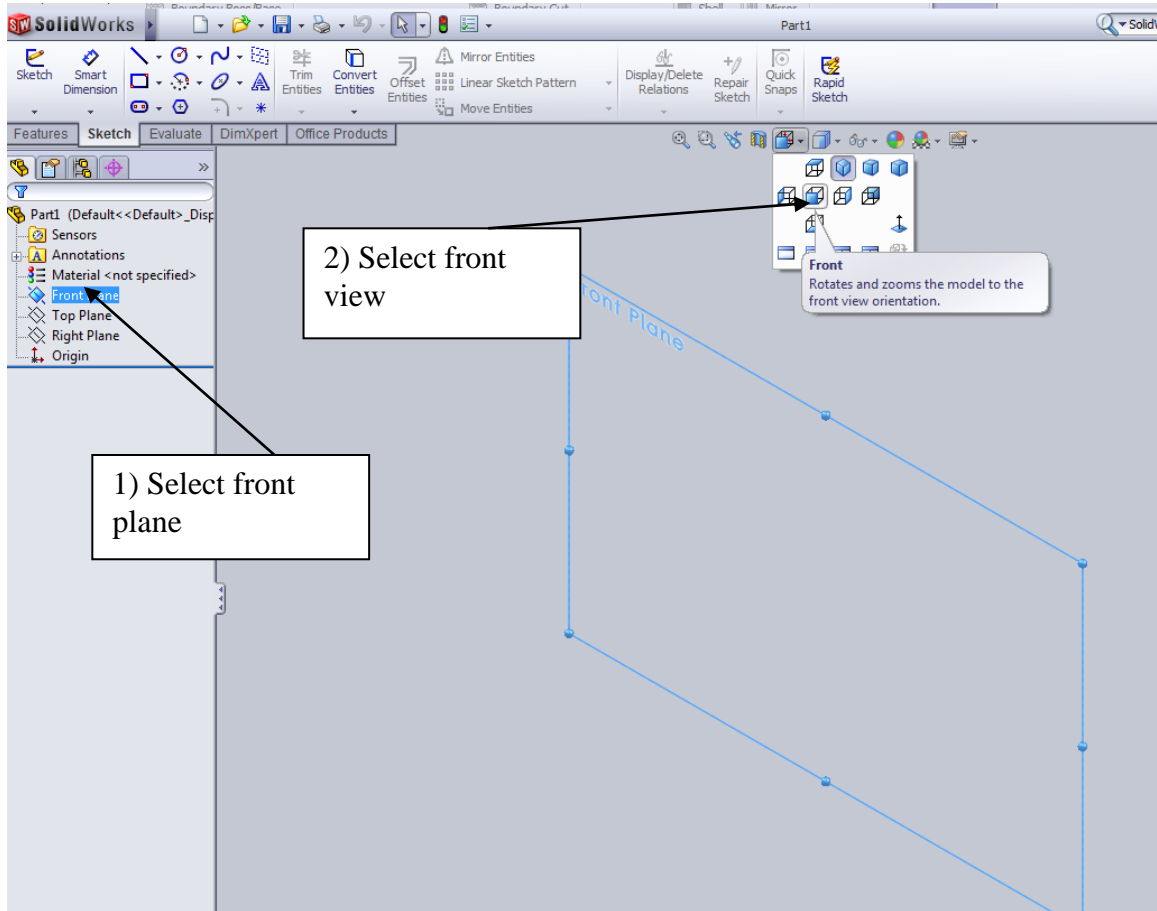 SolidWorks
Part1
Sketch
Smart Dimension
Trim Entities
Convert Entities
Offset Entities
Mirror Entities
Linear Sketch Pattern
Move Entities
Display/Delete Relations
Repair Sketch
Quick Snaps
Rapid Sketch
Features Sketch Evaluate DimXpert Office Products
Part1 (Default<<Default>_Disp
Sensors
Annotations
Material <not specified>
Front Plane
Top Plane
Right Plane
Origin
2) Select front
view
Front
Rotates and zooms the model to the
front view orientation.
Front Plane
1) Select front
plane